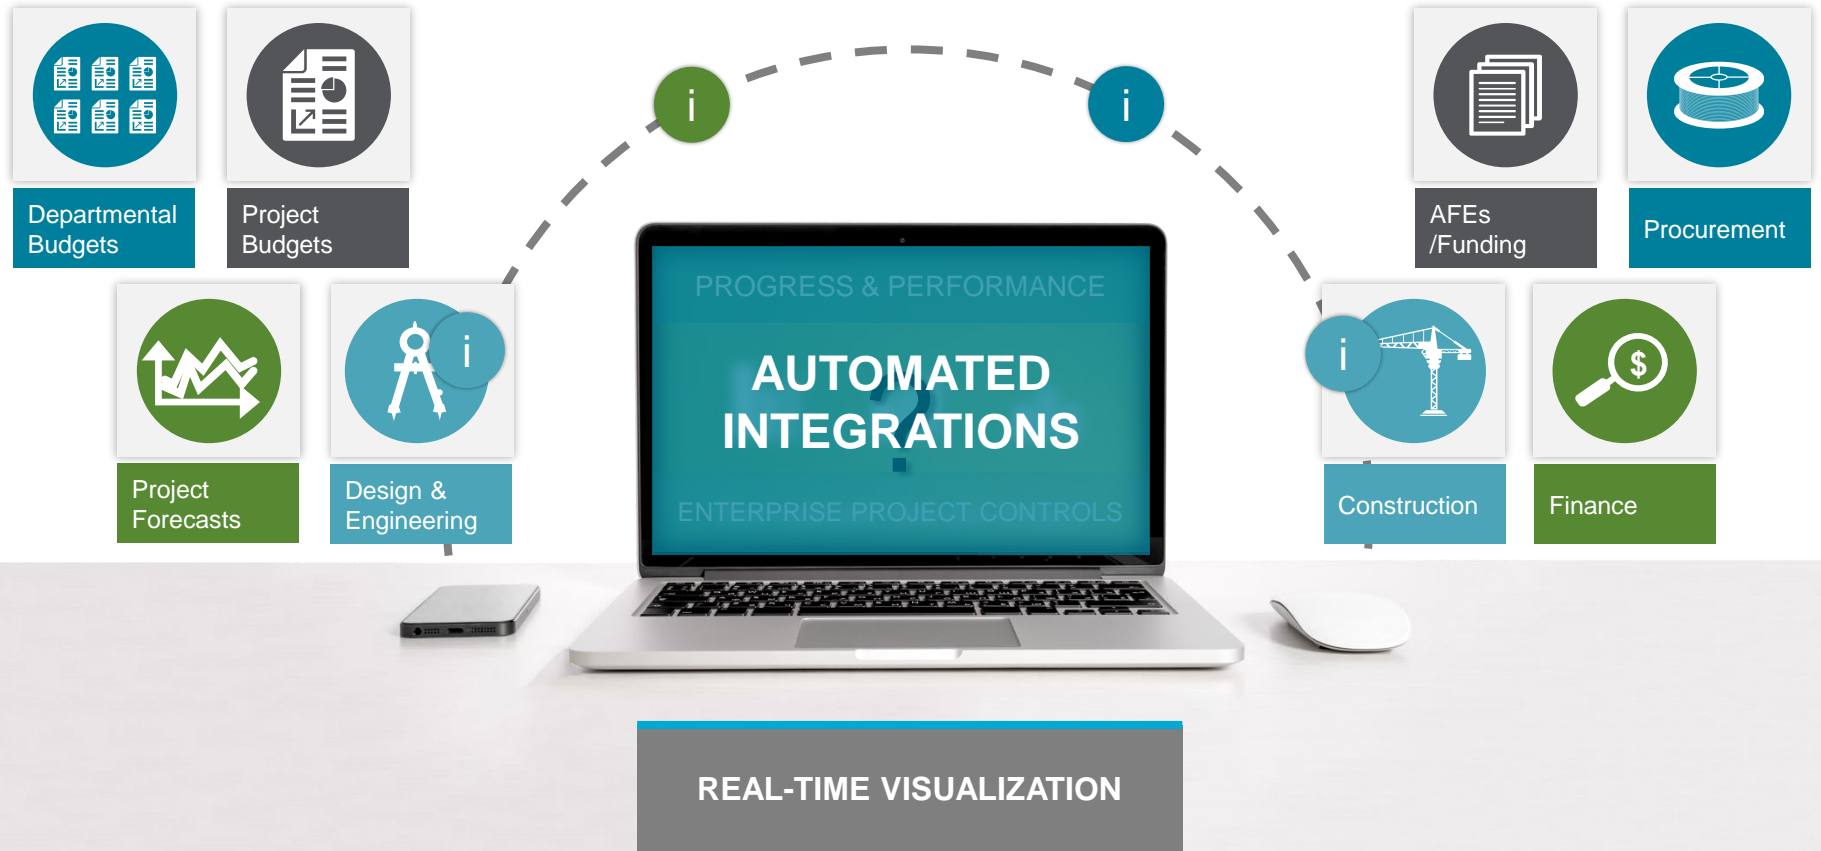 Departmental
Budgets
Project
Budgets
Project
Forecasts
Design &
Engineering
i
i
i
i
PROGRESS & PERFORMANCE
AUTOMATED
INTEGRATIONS
?
ENTERPRISE PROJECT CONTROLS
AFEs
/Funding
Procurement
Construction
$
Finance
REAL-TIME VISUALIZATION